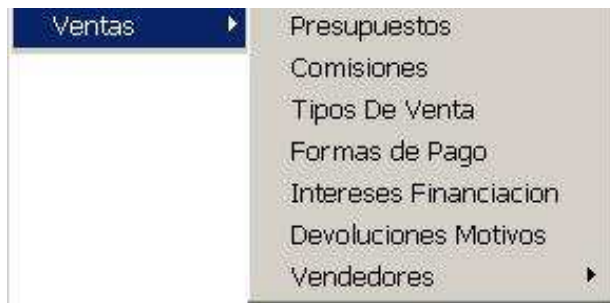 Ventas
Presupuestos
Comisiones
Tipos De Venta
Formas de Pago
Intereses Financiacion
Devoluciones Motivos
Vendedores